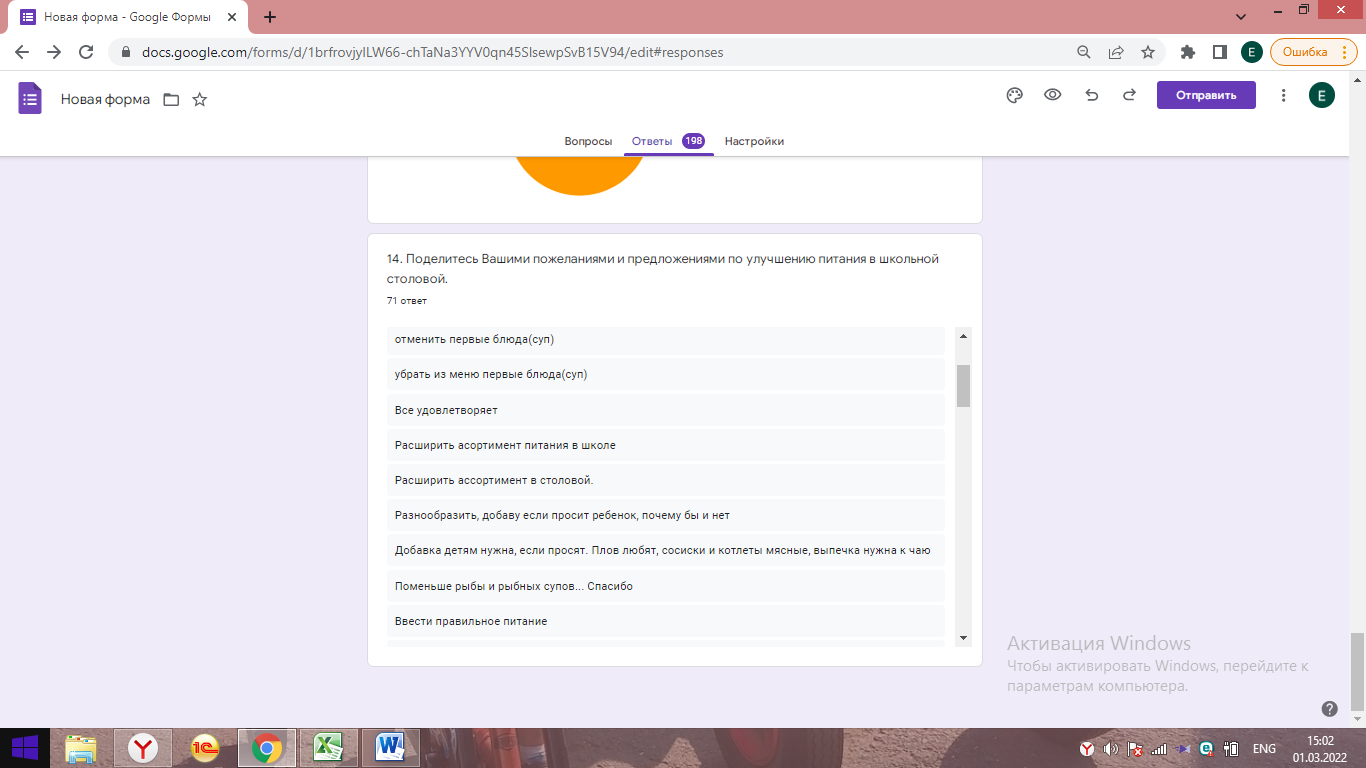 Новая форма - Google Формы
docs.google.com/forms/d/1brfrovjyILW66-chTaNa3YYV0qn45SIsewpSvB15V94/edit#responses
E
Ошибка
Новая форма
Отправить
E
Вопросы
Ответы 198
Настройки
14. Поделитесь Вашими пожеланиями и предложениями по улучшению питания в школьной
столовой.
71 ответ
отменить первые блюда(суп)
убрать из меню первые блюда(суп)
Все удовлетворяет
Расширить асортимент питания в школе
Расширить ассортимент в столовой.
Разнообразить, добаву если просит ребенок, почему бы и нет
Добавка детям нужна, если просят. Плов любят, сосиски и котлеты мясные, выпечка нужна к чаю
Поменьше рыбы и рыбных супов... Спасибо
Ввести правильное питание
Активация Windows
Чтобы активировать Windows, перейдите к
параметрам компьютера.
ENG
15:02
01.03.2022